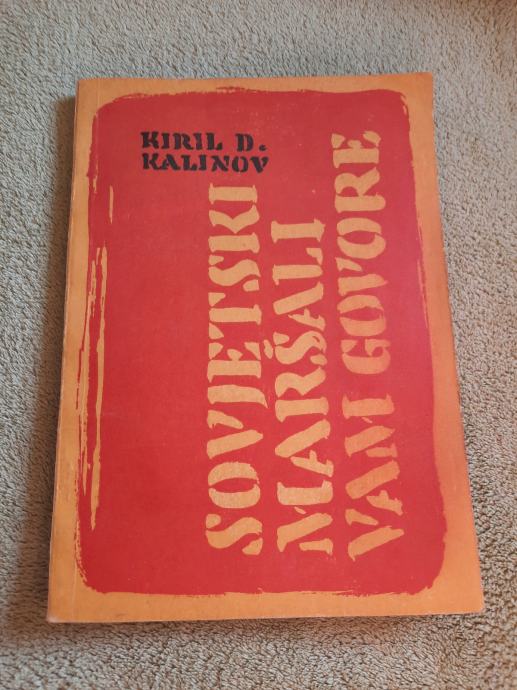 KIRIL D.
KALINOV
SOVJETSKI
MARŠALI
VAM GOVORE